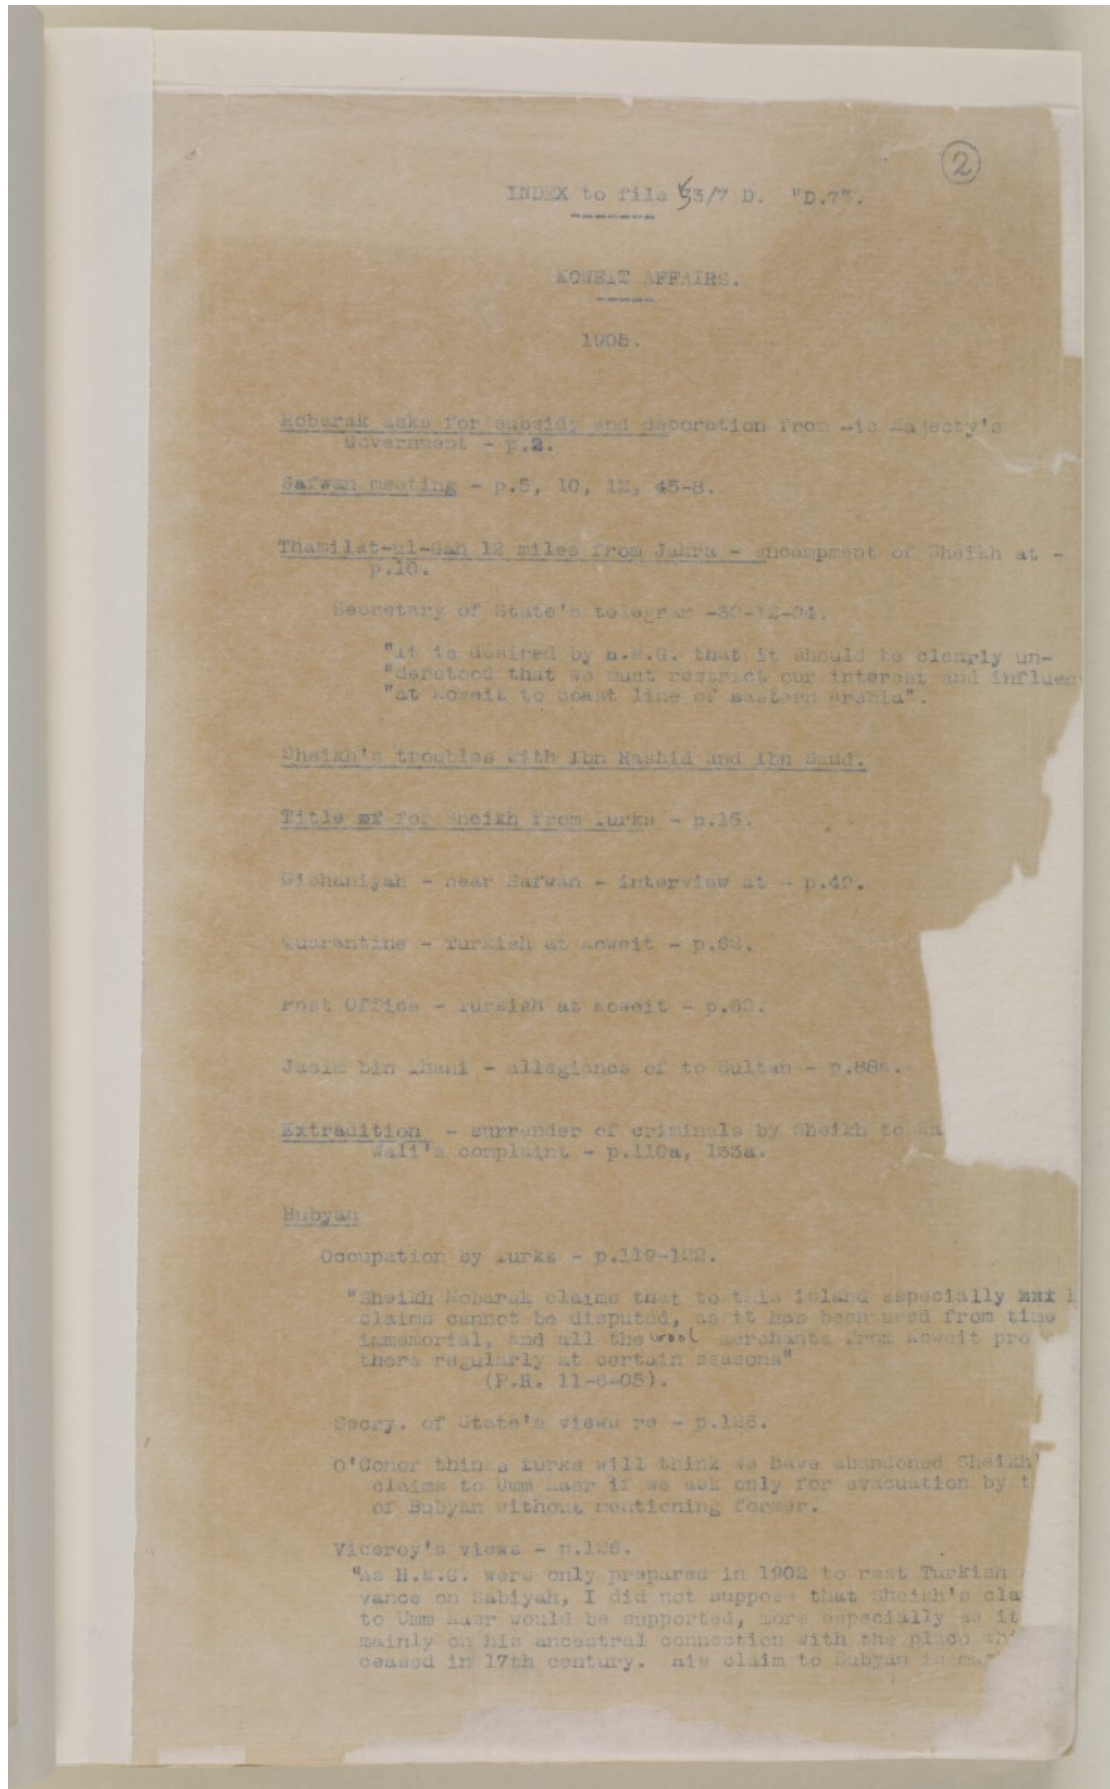 2
INDEX to file 53/7 D. "D.7".
KOWEIT AFFAIRS.
1905.
Mobarak asks for subsidy and decoration from His Majesty's
Government - p.2.
Safwan meeting - p.5, 10, 12, 45-8.
Thamilat-ul-Gah 12 miles from Jahra - encampment of Sheikh at -
p.10.
Secretary of State's telegram -30-12-04.
"it is desired by H.M.G. that it should be clearly un-
"derstood that we must restrict our interest and influen
"at Koweit to coast line of Eastern Arabia".
Sheikh's troubles with Ibn Rashid and Ibn Saud.
Title of for Sheikh from Turks - p.15.
Gishaniyah - near Safwan - interview at - p.49.
Quarantine - Turkish at Koweit - p.62.
Post Office - Turkish at Koweit - p.62.
Jasim bin Thani - allegiance of to Sultan - p.88a.
Extradition - surrender of criminals by Sheikh to
Wali's complaint - p.110a, 133a.
Bubyan
Occupation by Turks - p.119-122.
"Sheikh Mobarak claims that to this island especially
claims cannot be disputed, as it has been used from time
immemorial, and all the wool merchants from Koweit pro
there regularly at certain seasons"
(P.R. 11-6-05).
Secry. of State's views re - p.126.
O'Conor thinks Turks will think we have abandoned Sheikh'
claims to Umm Kasr if we ask only for evacuation by t
of Bubyan without mentioning former.
Viceroy's views - p.126.
"As H.M.G. were only prepared in 1902 to rest Turkish
vance on Sabiyah, I did not suppose that Sheikh's cla
to Umm Kasr would be supported, more especially as it
mainly on his ancestral connection with the place whi
ceased in 17th century. His claim to Bubyan is